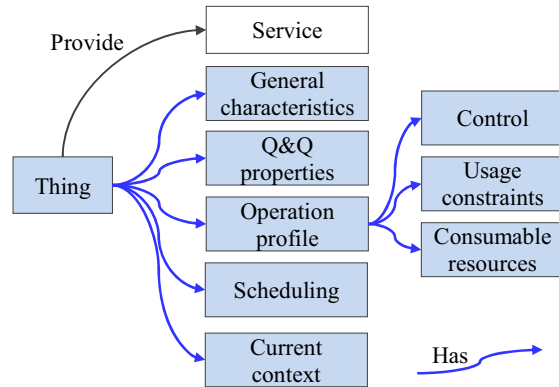 Provide
Service
General
characteristics
Q&Q
properties
Thing
Operation
profile
Scheduling
Current
context
Control
Usage
constraints
Consumable
resources
Has